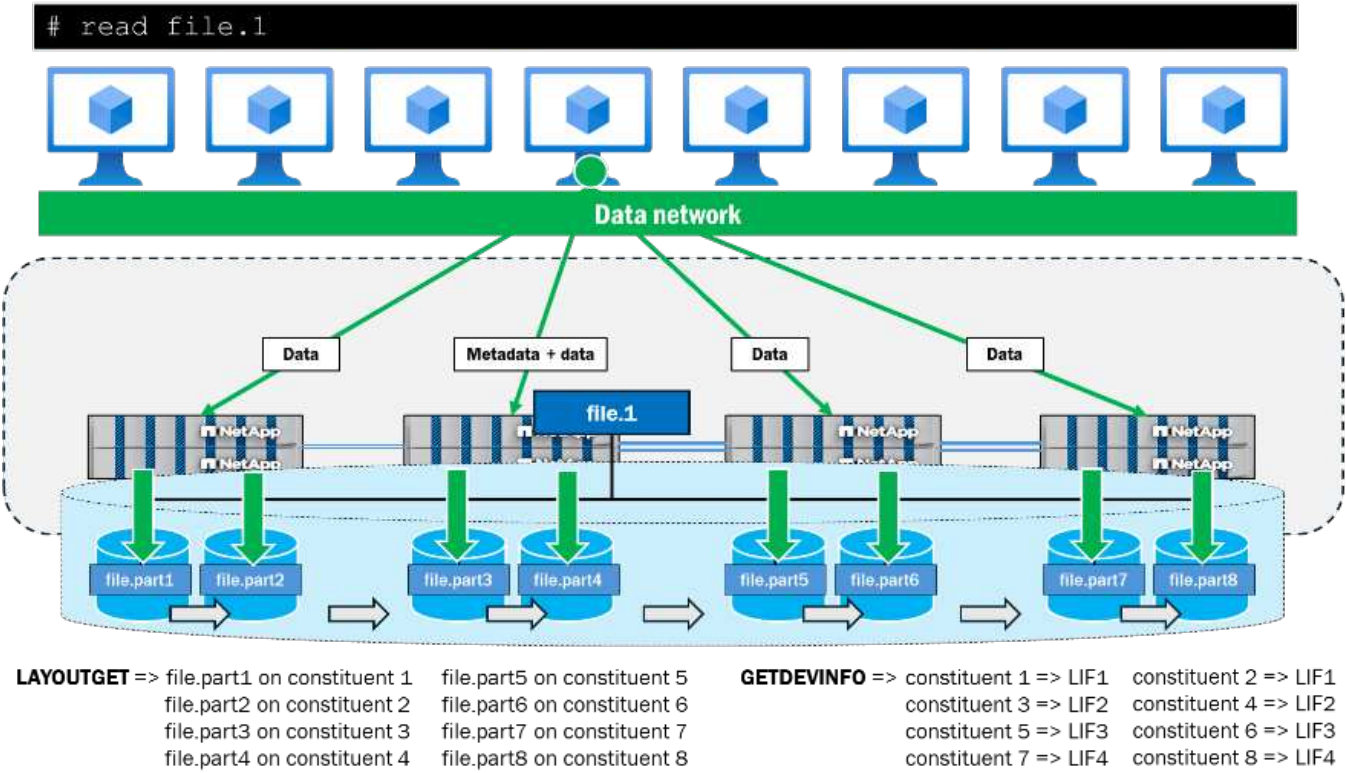 # read file.1
Data network
Data
Metadata + data
Data
Data
file.1
NetApp
NetApp
NetApp
NetApp
NetApp
NetApp
NetApp
NetApp
file.part1
file.part2
file.part3
file.part4
file.part5
file.part6
file.part7
file.part8
LAYOUTGET => file.part1 on constituent 1
file.part2 on constituent 2
file.part3 on constituent 3
file.part4 on constituent 4
file.part5 on constituent 5
file.part6 on constituent 6
file.part7 on constituent 7
file.part8 on constituent 8
GETDEVINFO => constituent 1 => LIF1 constituent 2 => LIF1
constituent 3 => LIF2 constituent 4 => LIF2
constituent 5 => LIF3 constituent 6 => LIF3
constituent 7 => LIF4 constituent 8 => LIF4